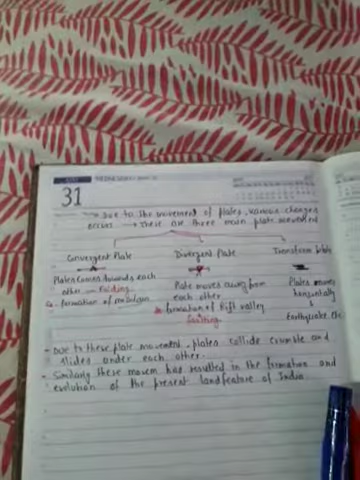 WEDNESDAY
31
Due to the movement of plates, various changes
occurs → These are three main plate movement
Convergent Plate
Divergent Plate
Transform plate
Plates comes towards each
other — Folding
formation of
Plate moves away from
each other
formation of Rift valley
faulting
Plates moves
horizontally
Earthquake etc
- Due to these plate movement, plates collide crumble and
slides under each other.
- Similarly these movem has resulted in the formation and
evolution of the present landfeature of India